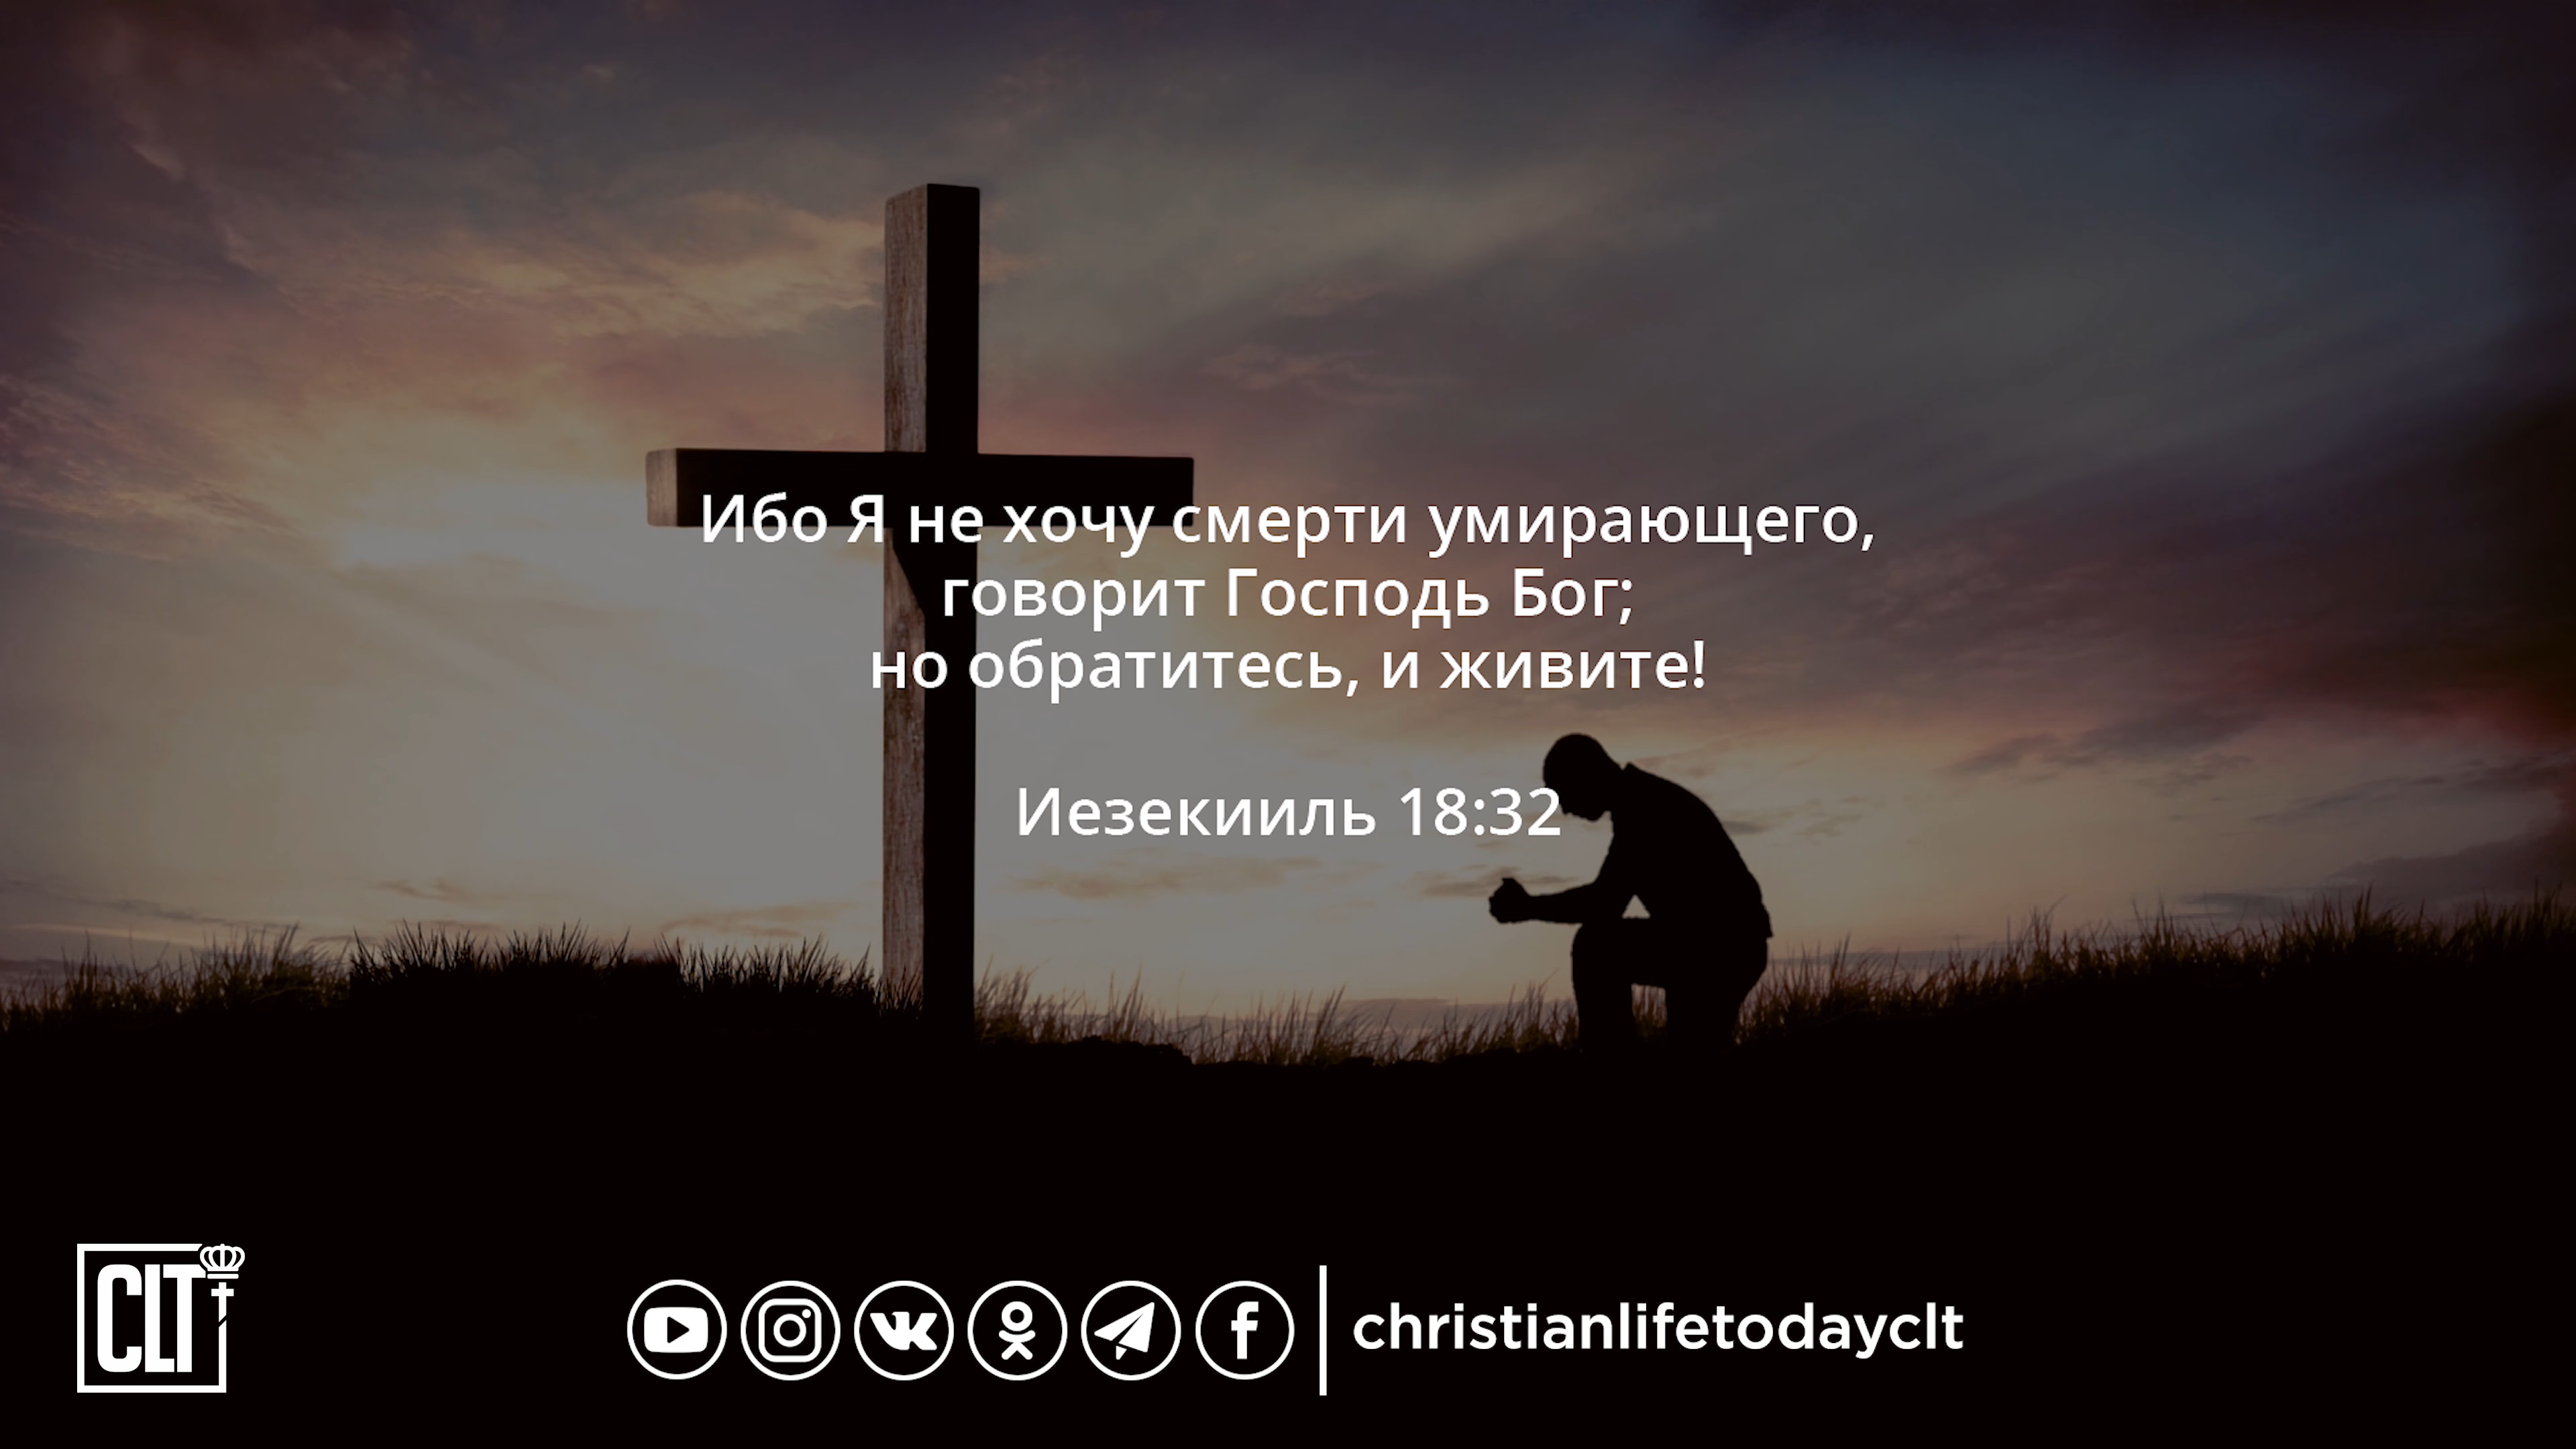 Ибо Я не хочу смерти умирающего,
говорит Господь Бог;
но обратитесь, и живите!
Иезекииль 18:32
CLT
christianlifetodayclt